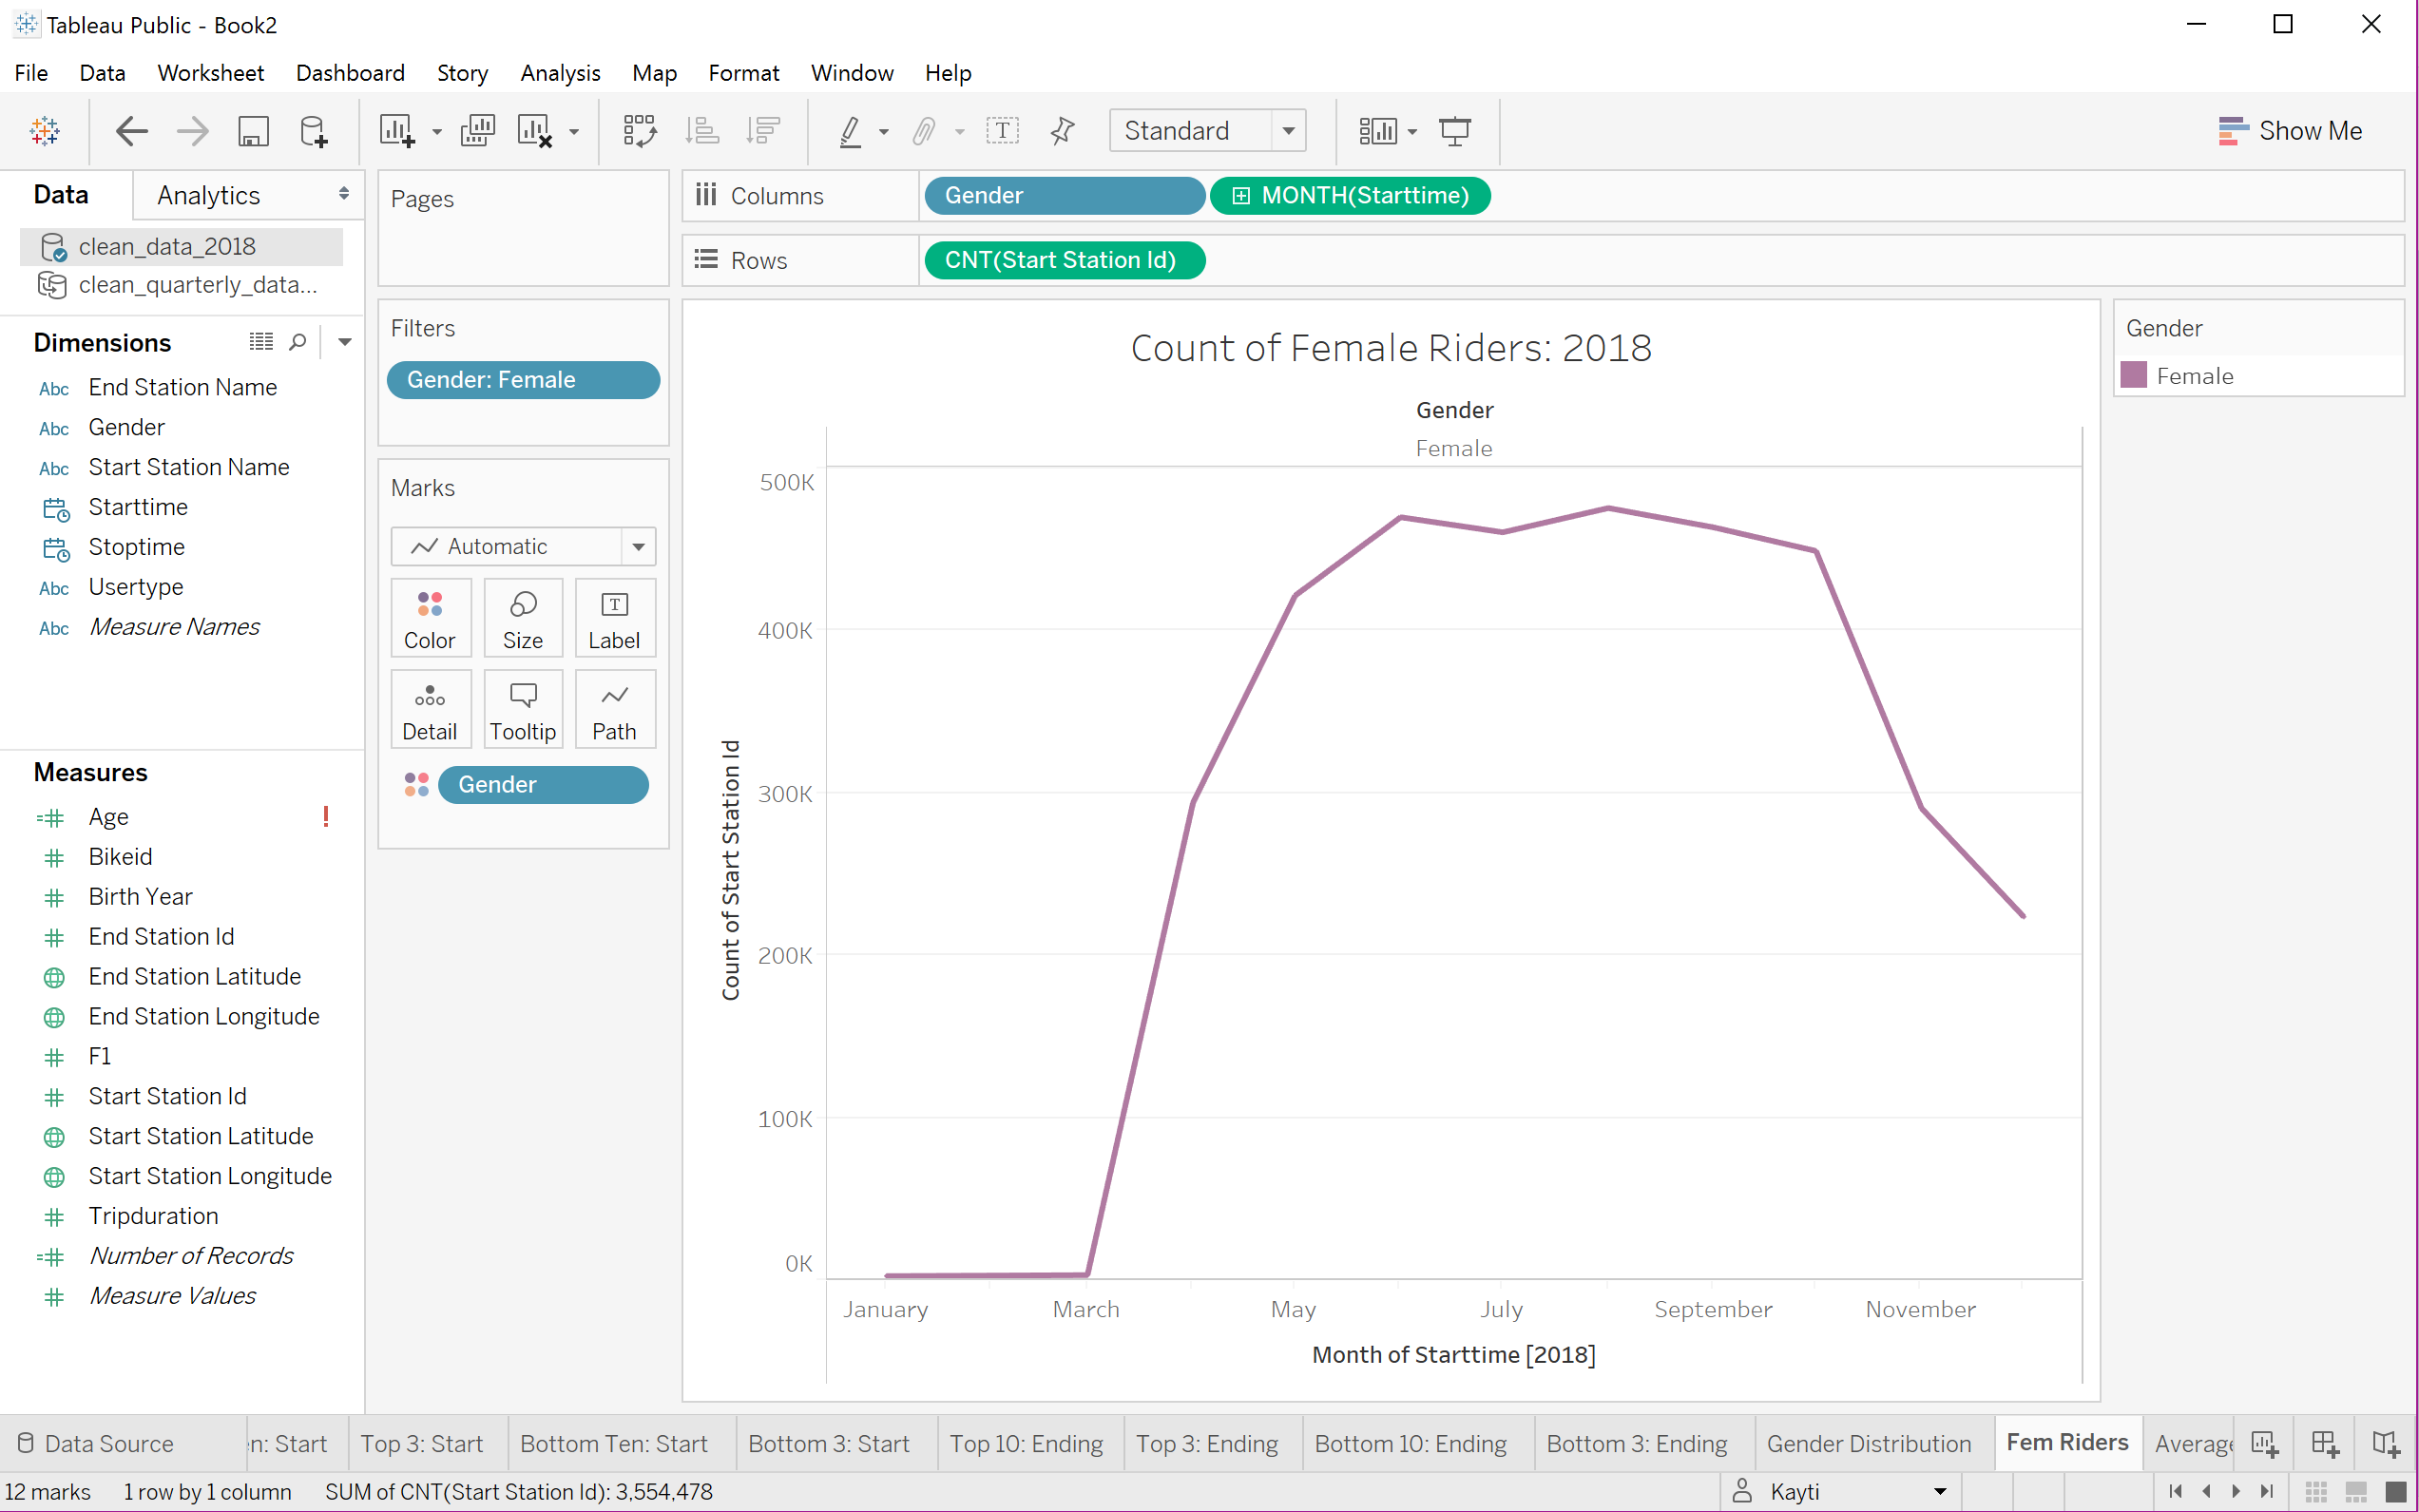 Tableau Public - Book2
File Data Worksheet Dashboard Story Analysis Map Format Window Help
Standard
Show Me
Data Analytics
clean_data_2018
clean_quarterly_data...
Dimensions
Abc End Station Name
Abc Gender
Abc Start Station Name
Starttime
Stoptime
Abc Usertype
Abc Measure Names
Measures
Age !
Bikeid
Birth Year
End Station Id
End Station Latitude
End Station Longitude
F1
Start Station Id
Start Station Latitude
Start Station Longitude
Tripduration
Number of Records
Measure Values
Pages
Filters
Gender: Female
Marks
Automatic
Color Size Label
Detail Tooltip Path
Gender
Columns Gender MONTH(Starttime)
Rows CNT(Start Station Id)
Count of Female Riders: 2018
Gender
Female
500K
400K
300K
200K
100K
0K
Count of Start Station Id
January March May July September November
Month of Starttime [2018]
Gender
Female
Data Source n: Start Top 3: Start Bottom Ten: Start Bottom 3: Start Top 10: Ending Top 3: Ending Bottom 10: Ending Bottom 3: Ending Gender Distribution Fem Riders Average
12 marks 1 row by 1 column SUM of CNT(Start Station Id): 3,554,478 Kayti